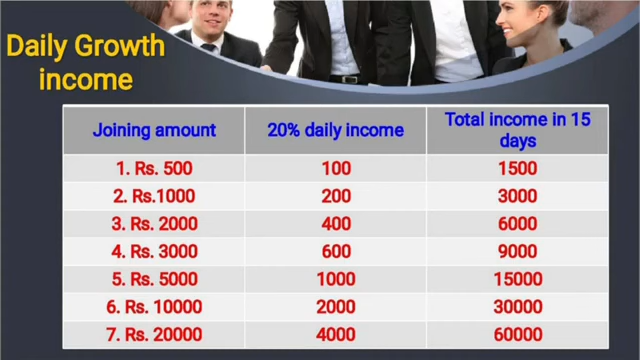 Daily Growth
income
Joining amount 20% daily income Total income in 15
days
1. Rs. 500 100 1500
2. Rs.1000 200 3000
3. Rs. 2000 400 6000
4. Rs. 3000 600 9000
5. Rs. 5000 1000 15000
6. Rs. 10000 2000 30000
7. Rs. 20000 4000 60000